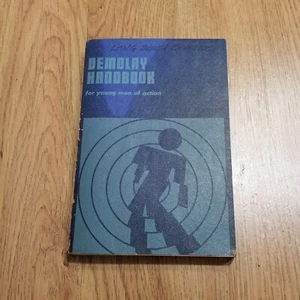 DEMOLAY
HANDBOOK
for young men of action